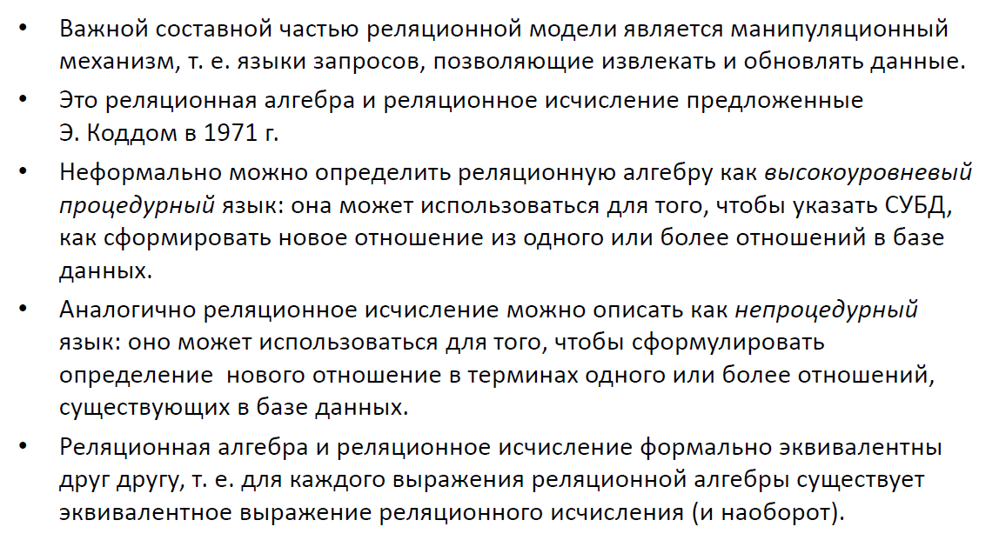 • Важной составной частью реляционной модели является манипуляционный
механизм, т. е. языки запросов, позволяющие извлекать и обновлять данные.
• Это реляционная алгебра и реляционное исчисление предложенные
Э. Коддом в 1971 г.
• Неформально можно определить реляционную алгебру как высокоуровневый
процедурный язык: она может использоваться для того, чтобы указать СУБД,
как сформировать новое отношение из одного или более отношений в базе
данных.
• Аналогично реляционное исчисление можно описать как непроцедурный
язык: оно может использоваться для того, чтобы сформулировать
определение  нового отношение в терминах одного или более отношений,
существующих в базе данных.
• Реляционная алгебра и реляционное исчисление формально эквивалентны
друг другу, т. е. для каждого выражения реляционной алгебры существует
эквивалентное выражение реляционного исчисления (и наоборот).